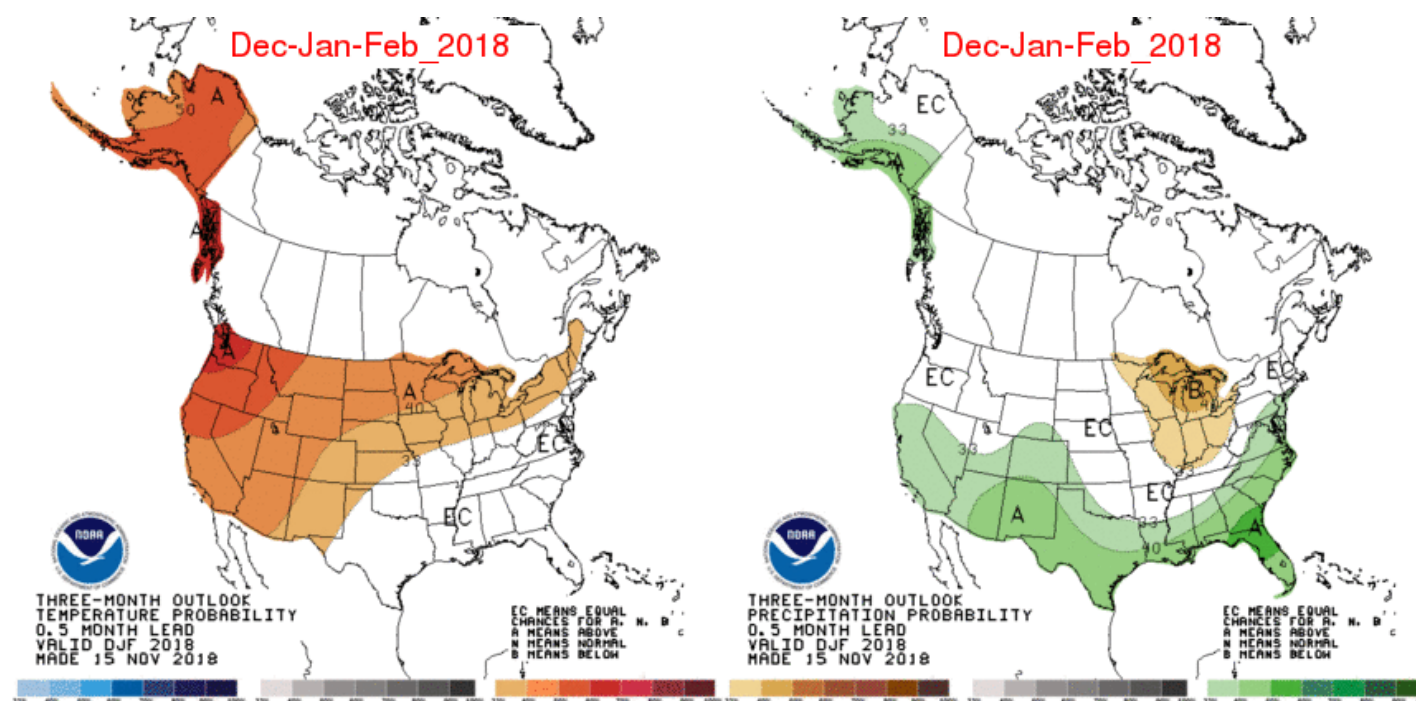 Dec-Jan-Feb_2018
A
50
A
A
A
40
33
EC
EC
NOAA
THREE-MONTH OUTLOOK
TEMPERATURE PROBABILITY
0.5 MONTH LEAD
VALID DJF 2018
MADE 15 NOV 2018
EC MEANS EQUAL
CHANCES FOR A, N, B
A MEANS ABOVE
N MEANS NORMAL
B MEANS BELOW
Dec-Jan-Feb_2018
EC
33
A
EC
EC
B
EC
33
EC
A
33
40
A
NOAA
THREE-MONTH OUTLOOK
PRECIPITATION PROBABILITY
0.5 MONTH LEAD
VALID DJF 2018
MADE 15 NOV 2018
EC MEANS EQUAL
CHANCES FOR A, N, B
A MEANS ABOVE
N MEANS NORMAL
B MEANS BELOW